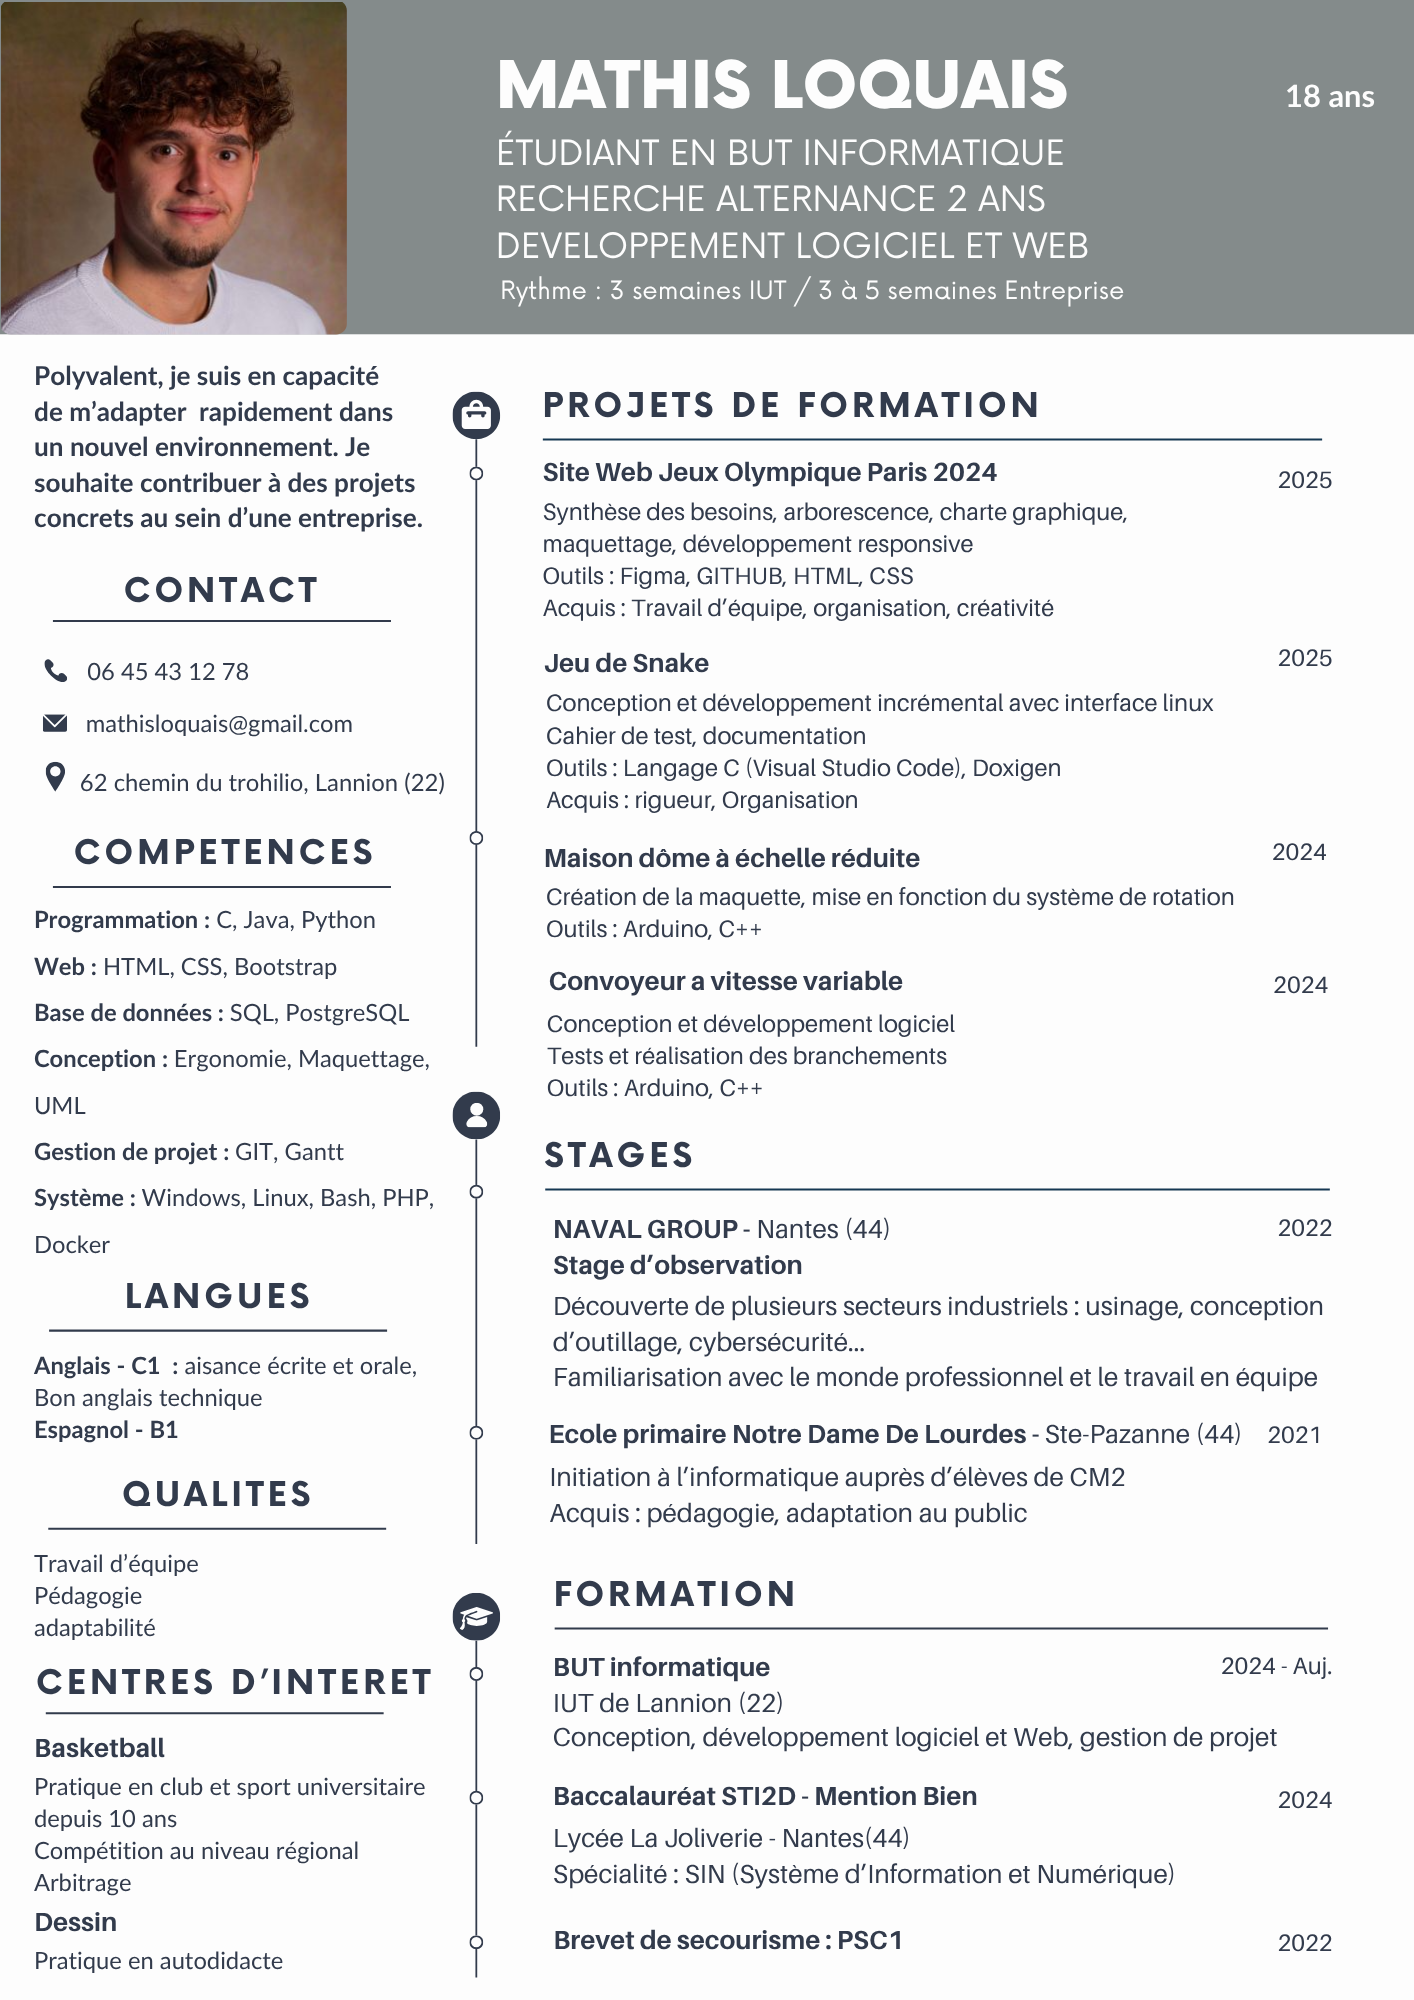 MATHIS LOQUAIS
18 ans
ÉTUDIANT EN BUT INFORMATIQUE
RECHERCHE ALTERNANCE 2 ANS
DEVELOPPEMENT LOGICIEL ET WEB
Rythme : 3 semaines IUT / 3 à 5 semaines Entreprise
Polyvalent, je suis en capacité
de m’adapter  rapidement dans
un nouvel environnement. Je
souhaite contribuer à des projets
concrets au sein d’une entreprise.
CONTACT
06 45 43 12 78
mathisloquais@gmail.com
62 chemin du trohilio, Lannion (22)
COMPETENCES
Programmation : C, Java, Python
Web : HTML, CSS, Bootstrap
Base de données : SQL, PostgreSQL
Conception : Ergonomie, Maquettage,
UML
Gestion de projet : GIT, Gantt
Système : Windows, Linux, Bash, PHP,
Docker
LANGUES
Anglais - C1  : aisance écrite et orale,
Bon anglais technique
Espagnol - B1
QUALITES
Travail d’équipe
Pédagogie
adaptabilité
CENTRES D’INTERET
Basketball
Pratique en club et sport universitaire
depuis 10 ans
Compétition au niveau régional
Arbitrage
Dessin
Pratique en autodidacte
PROJETS DE FORMATION
Site Web Jeux Olympique Paris 2024
2025
Synthèse des besoins, arborescence, charte graphique,
maquettage, développement responsive
Outils : Figma, GITHUB, HTML, CSS
Acquis : Travail d’équipe, organisation, créativité
Jeu de Snake
2025
Conception et développement incrémental avec interface linux
Cahier de test, documentation
Outils : Langage C (Visual Studio Code), Doxigen
Acquis : rigueur, Organisation
Maison dôme à échelle réduite
2024
Création de la maquette, mise en fonction du système de rotation
Outils : Arduino, C++
Convoyeur a vitesse variable
2024
Conception et développement logiciel
Tests et réalisation des branchements
Outils : Arduino, C++
STAGES
NAVAL GROUP - Nantes (44)
2022
Stage d’observation
Découverte de plusieurs secteurs industriels : usinage, conception
d’outillage, cybersécurité...
Familiarisation avec le monde professionnel et le travail en équipe
Ecole primaire Notre Dame De Lourdes - Ste-Pazanne (44)
2021
Initiation à l’informatique auprès d’élèves de CM2
Acquis : pédagogie, adaptation au public
FORMATION
BUT informatique
2024 - Auj.
IUT de Lannion (22)
Conception, développement logiciel et Web, gestion de projet
Baccalauréat STI2D - Mention Bien
2024
Lycée La Joliverie - Nantes(44)
Spécialité : SIN (Système d’Information et Numérique)
Brevet de secourisme : PSC1
2022